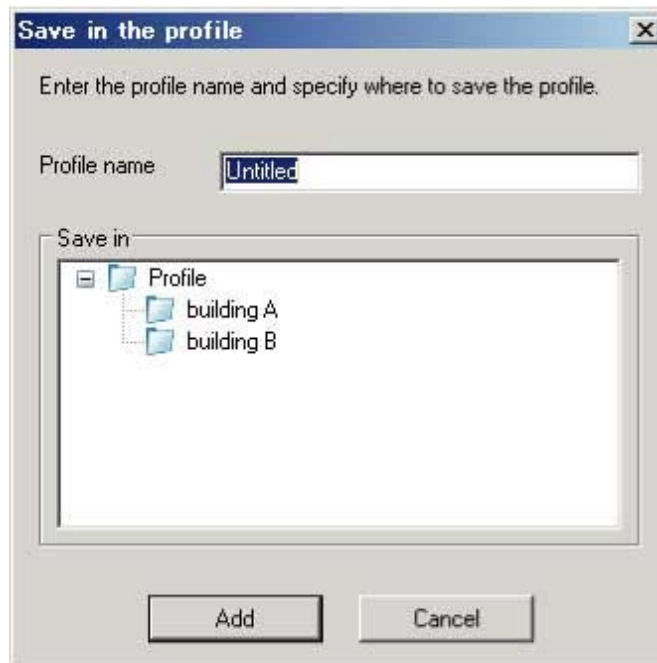 Save in the profile
Enter the profile name and specify where to save the profile.
Profile name
Untitled
Save in
Profile
building A
building B
Add
Cancel